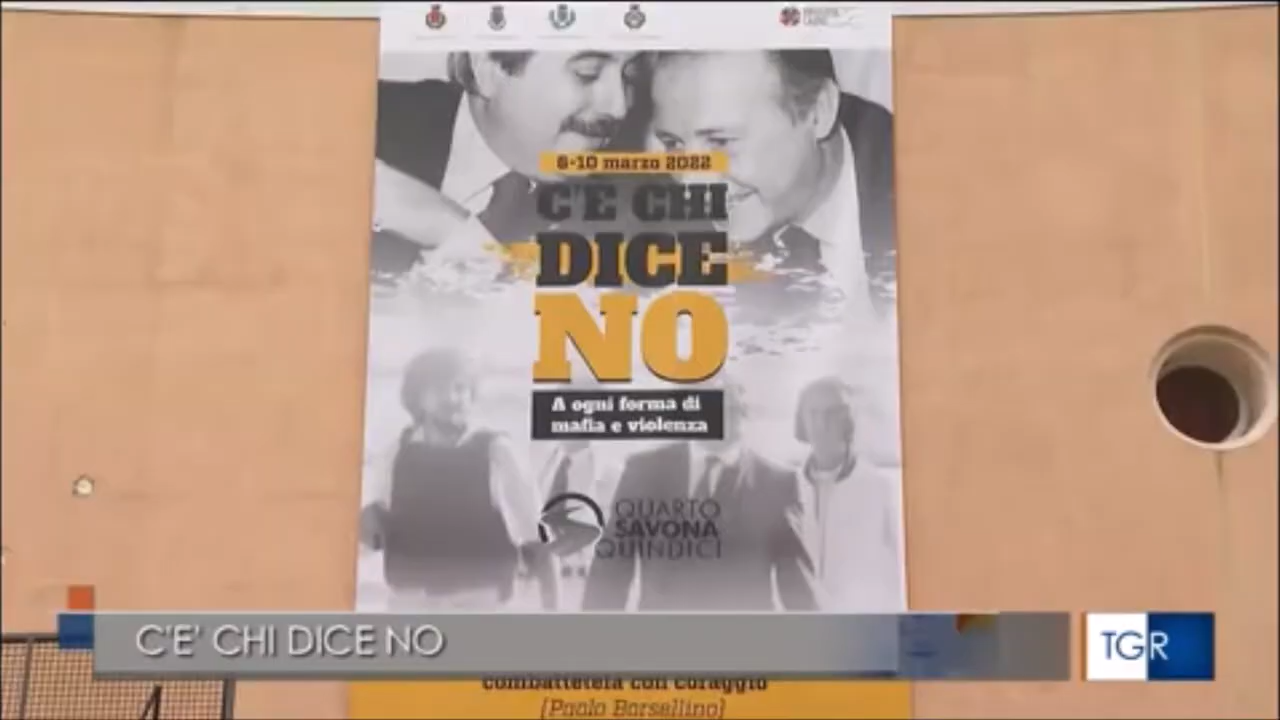 6-10 marzo 2022
C'È CHI
DICE
NO
A ogni forma di
mafia e violenza
QUARTO
SAVONA
QUINDICI
C'E' CHI DICE NO
TGR
combattetela con coraggio
(Paolo Borsellino)